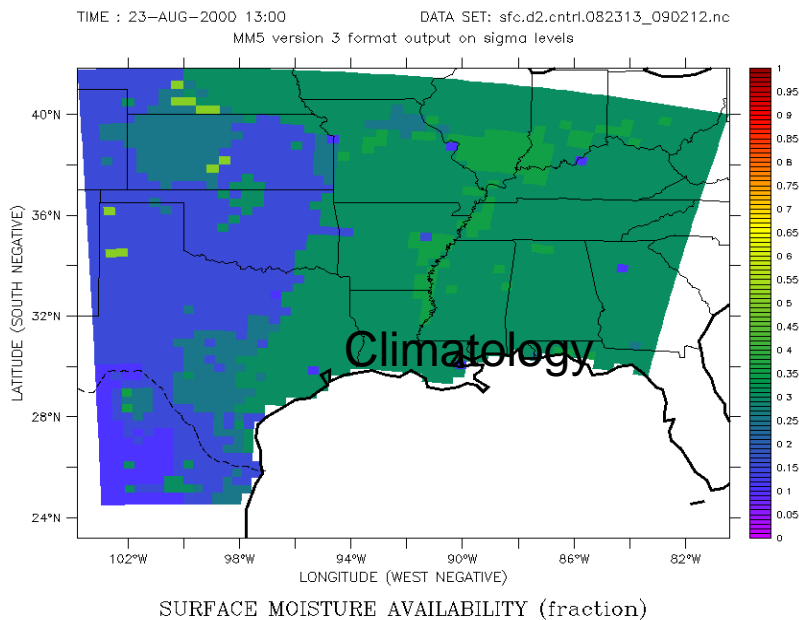 TIME : 23-AUG-2000 13:00 DATA SET: sfc.d2.cntrl.082313_090212.nc
MM5 version 3 format output on sigma levels
1
0.95
0.9
0.85
0.8
0.75
0.7
0.65
0.6
0.55
0.5
0.45
0.4
0.35
0.3
0.25
0.2
0.15
0.1
0.05
0
LATITUDE (SOUTH NEGATIVE)
40°N
36°N
32°N
28°N
24°N
Climatology
102°W 98°W 94°W 90°W 86°W 82°W
LONGITUDE (WEST NEGATIVE)
SURFACE MOISTURE AVAILABILITY (fraction)